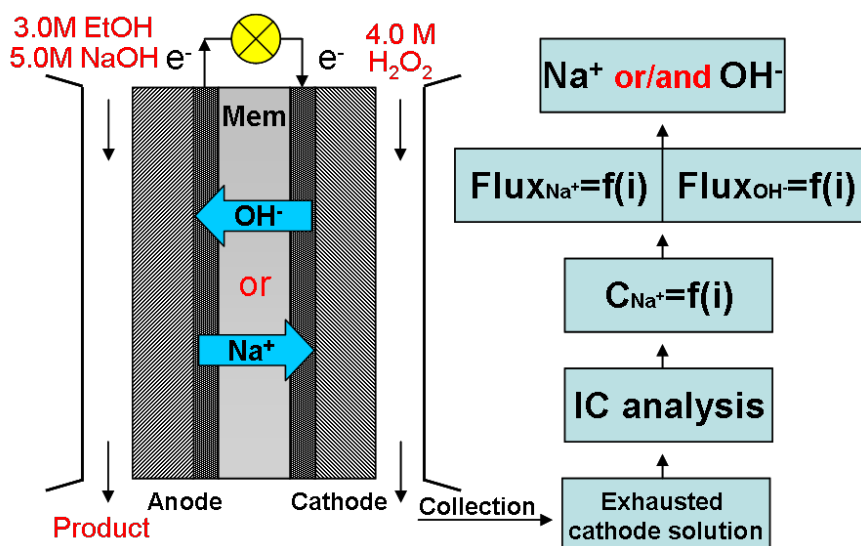 3.0M EtOH
5.0M NaOH
e-
e-
4.0 M
H2O2
Mem
OH-
or
Na+
Anode
Cathode
Product
Collection
Na+ or/and OH-
FluxNa+=f(i)
FluxOH-=f(i)
CNa+=f(i)
IC analysis
Exhausted
cathode solution